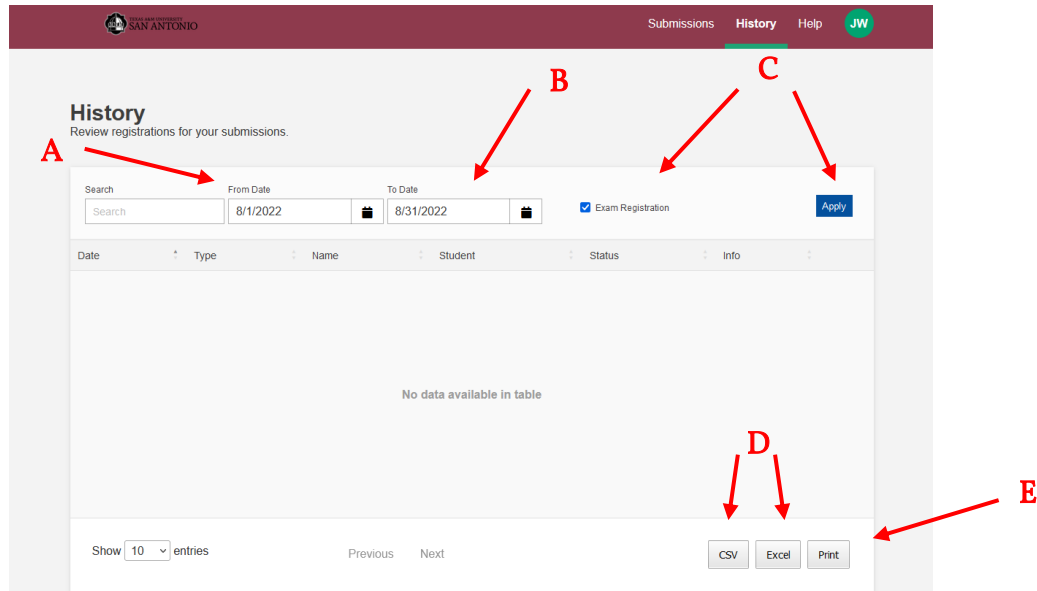 TEXAS A&M UNIVERSITY
SAN ANTONIO
Submissions History Help JW
B
C
History
Review registrations for your submissions.
A
Search From Date To Date
Search 8/1/2022 8/31/2022 Exam Registration Apply
Date Type Name Student Status Info
No data available in table
D
E
Show 10 entries Previous Next CSV Excel Print